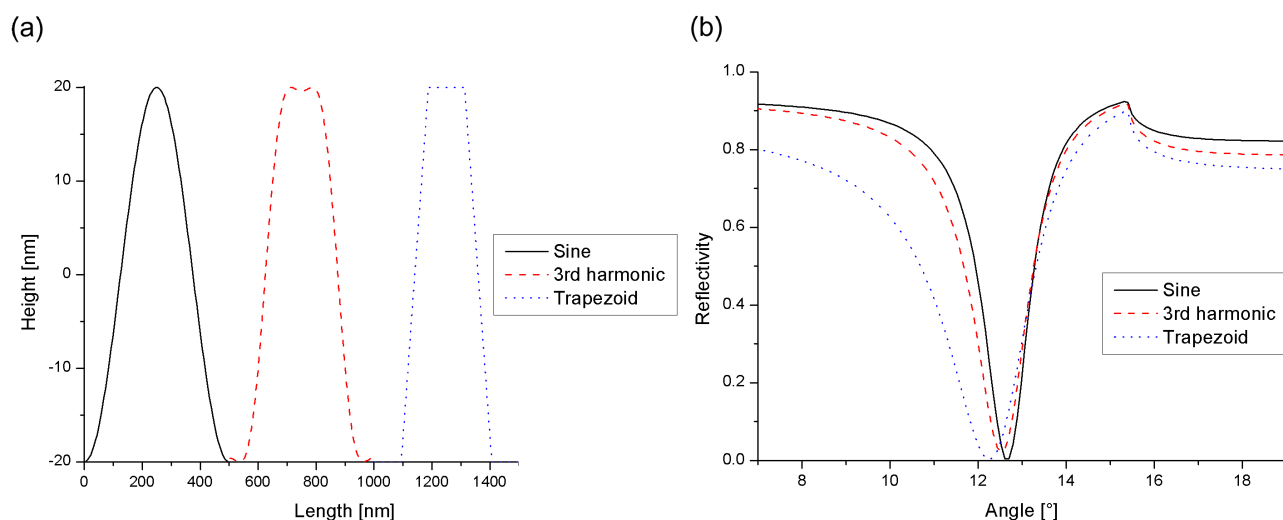 (a)
20
10
0
-10
-20
Height [nm]
0 200 400 600 800 1000 1200 1400
Length [nm]
Sine
3rd harmonic
Trapezoid
(b)
1.0
0.8
0.6
0.4
0.2
0.0
Reflectivity
8 10 12 14 16 18
Angle [°]
Sine
3rd harmonic
Trapezoid